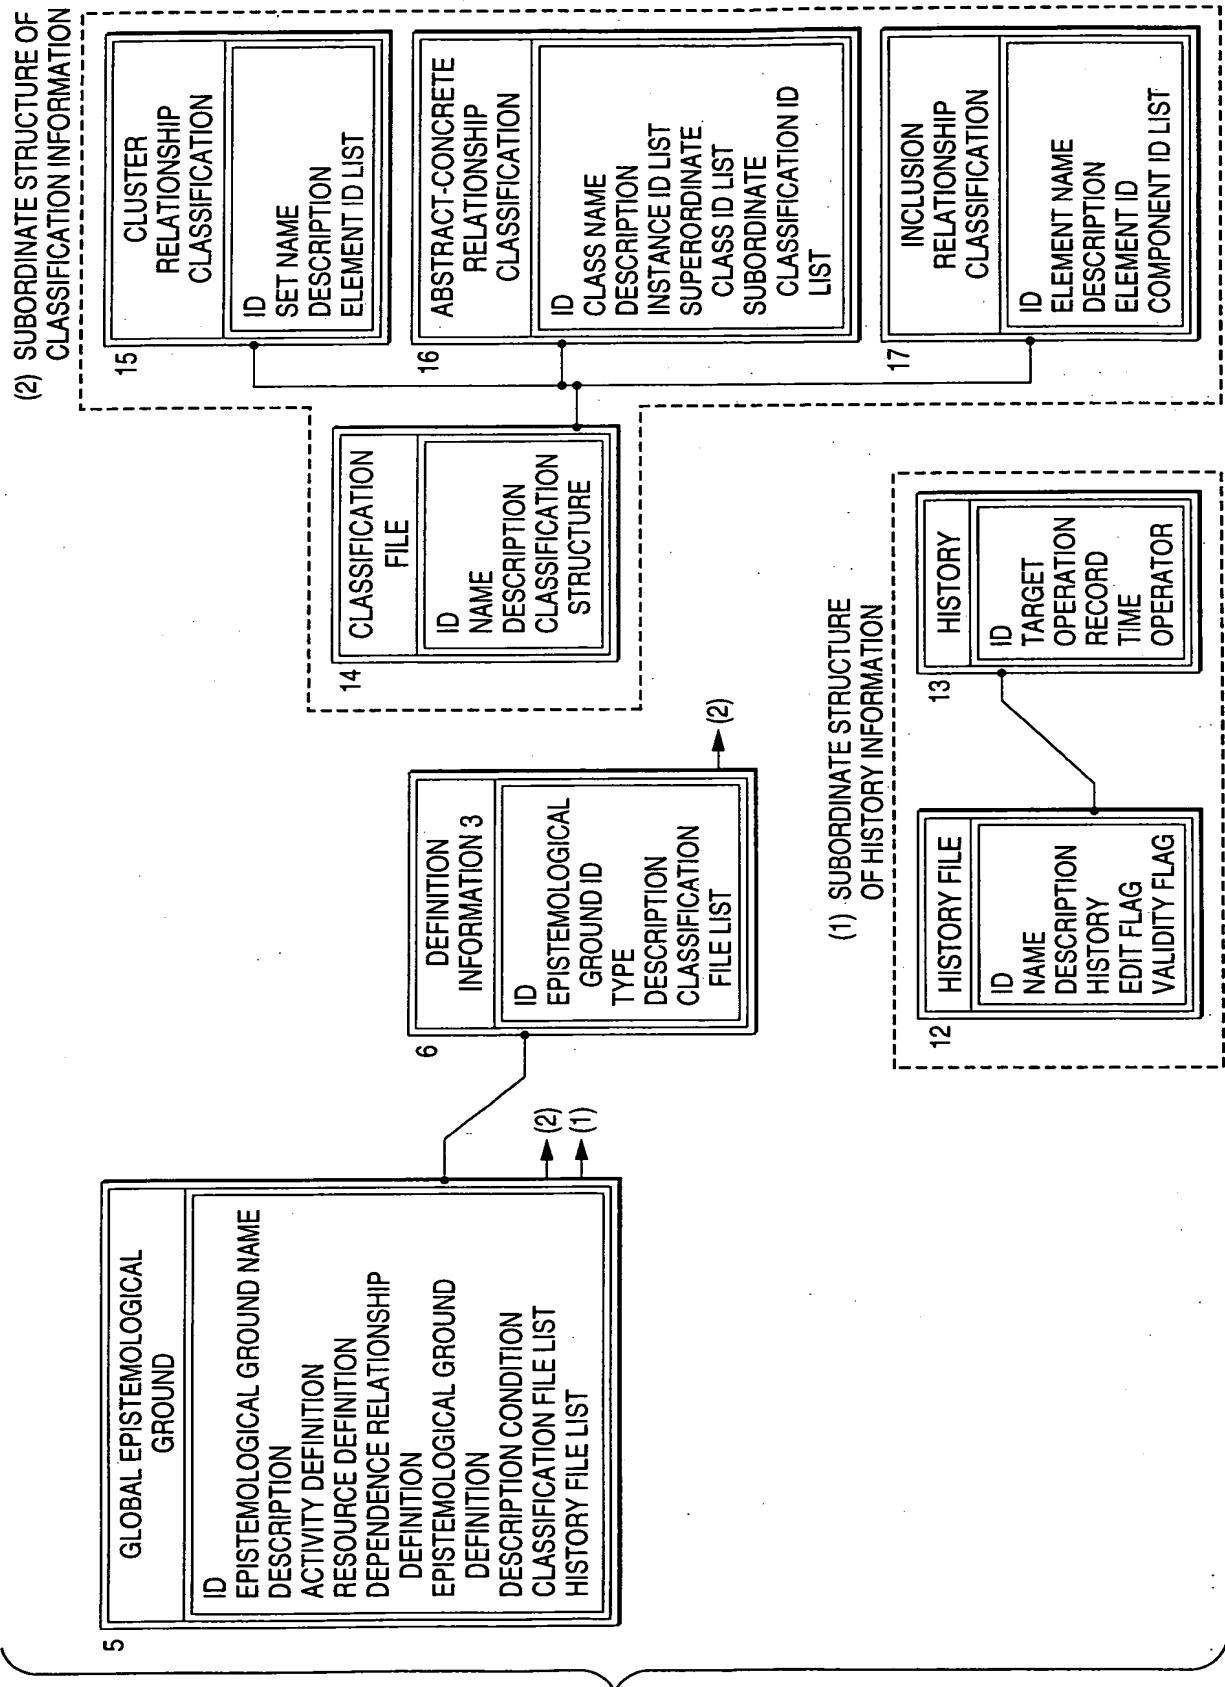 5
GLOBAL EPISTEMOLOGICAL
GROUND
ID
EPISTEMOLOGICAL GROUND NAME
DESCRIPTION
ACTIVITY DEFINITION
RESOURCE DEFINITION
DEPENDENCE RELATIONSHIP
DEFINITION
EPISTEMOLOGICAL GROUND
DEFINITION
DESCRIPTION CONDITION
CLASSIFICATION FILE LIST
HISTORY FILE LIST
(2)
(1)
6
DEFINITION
INFORMATION 3
ID
EPISTEMOLOGICAL
GROUND ID
TYPE
DESCRIPTION
CLASSIFICATION
FILE LIST
(2)
(1) SUBORDINATE STRUCTURE
OF HISTORY INFORMATION
12
HISTORY FILE
ID
NAME
DESCRIPTION
HISTORY
EDIT FLAG
VALIDITY FLAG
13
HISTORY
ID
TARGET
OPERATION
RECORD
TIME
OPERATOR
(2) SUBORDINATE STRUCTURE OF
CLASSIFICATION INFORMATION
14
CLASSIFICATION
FILE
ID
NAME
DESCRIPTION
CLASSIFICATION
STRUCTURE
15
CLUSTER
RELATIONSHIP
CLASSIFICATION
ID
SET NAME
DESCRIPTION
ELEMENT ID LIST
16
ABSTRACT-CONCRETE
RELATIONSHIP
CLASSIFICATION
ID
CLASS NAME
DESCRIPTION
INSTANCE ID LIST
SUPERORDINATE
CLASS ID LIST
SUBORDINATE
CLASSIFICATION ID
LIST
17
INCLUSION
RELATIONSHIP
CLASSIFICATION
ID
ELEMENT NAME
DESCRIPTION
ELEMENT ID
COMPONENT ID LIST